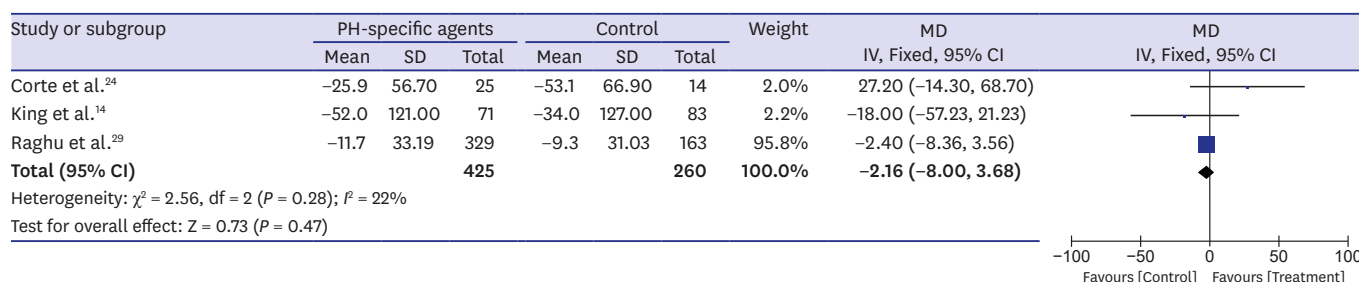 Study or subgroup PH-specific agents Control Weight MD MD
Mean SD Total Mean SD Total IV, Fixed, 95% CI IV, Fixed, 95% CI
Corte et al.²⁴ −25.9 56.70 25 −53.1 66.90 14 2.0% 27.20 (−14.30, 68.70)
King et al.¹⁴ −52.0 121.00 71 −34.0 127.00 83 2.2% −18.00 (−57.23, 21.23)
Raghu et al.²⁹ −11.7 33.19 329 −9.3 31.03 163 95.8% −2.40 (−8.36, 3.56)
Total (95% CI) 425 260 100.0% −2.16 (−8.00, 3.68)
Heterogeneity: χ² = 2.56, df = 2 (P = 0.28); I² = 22%
Test for overall effect: Z = 0.73 (P = 0.47)
−100 −50 0 50 100
Favours [Control] Favours [Treatment]